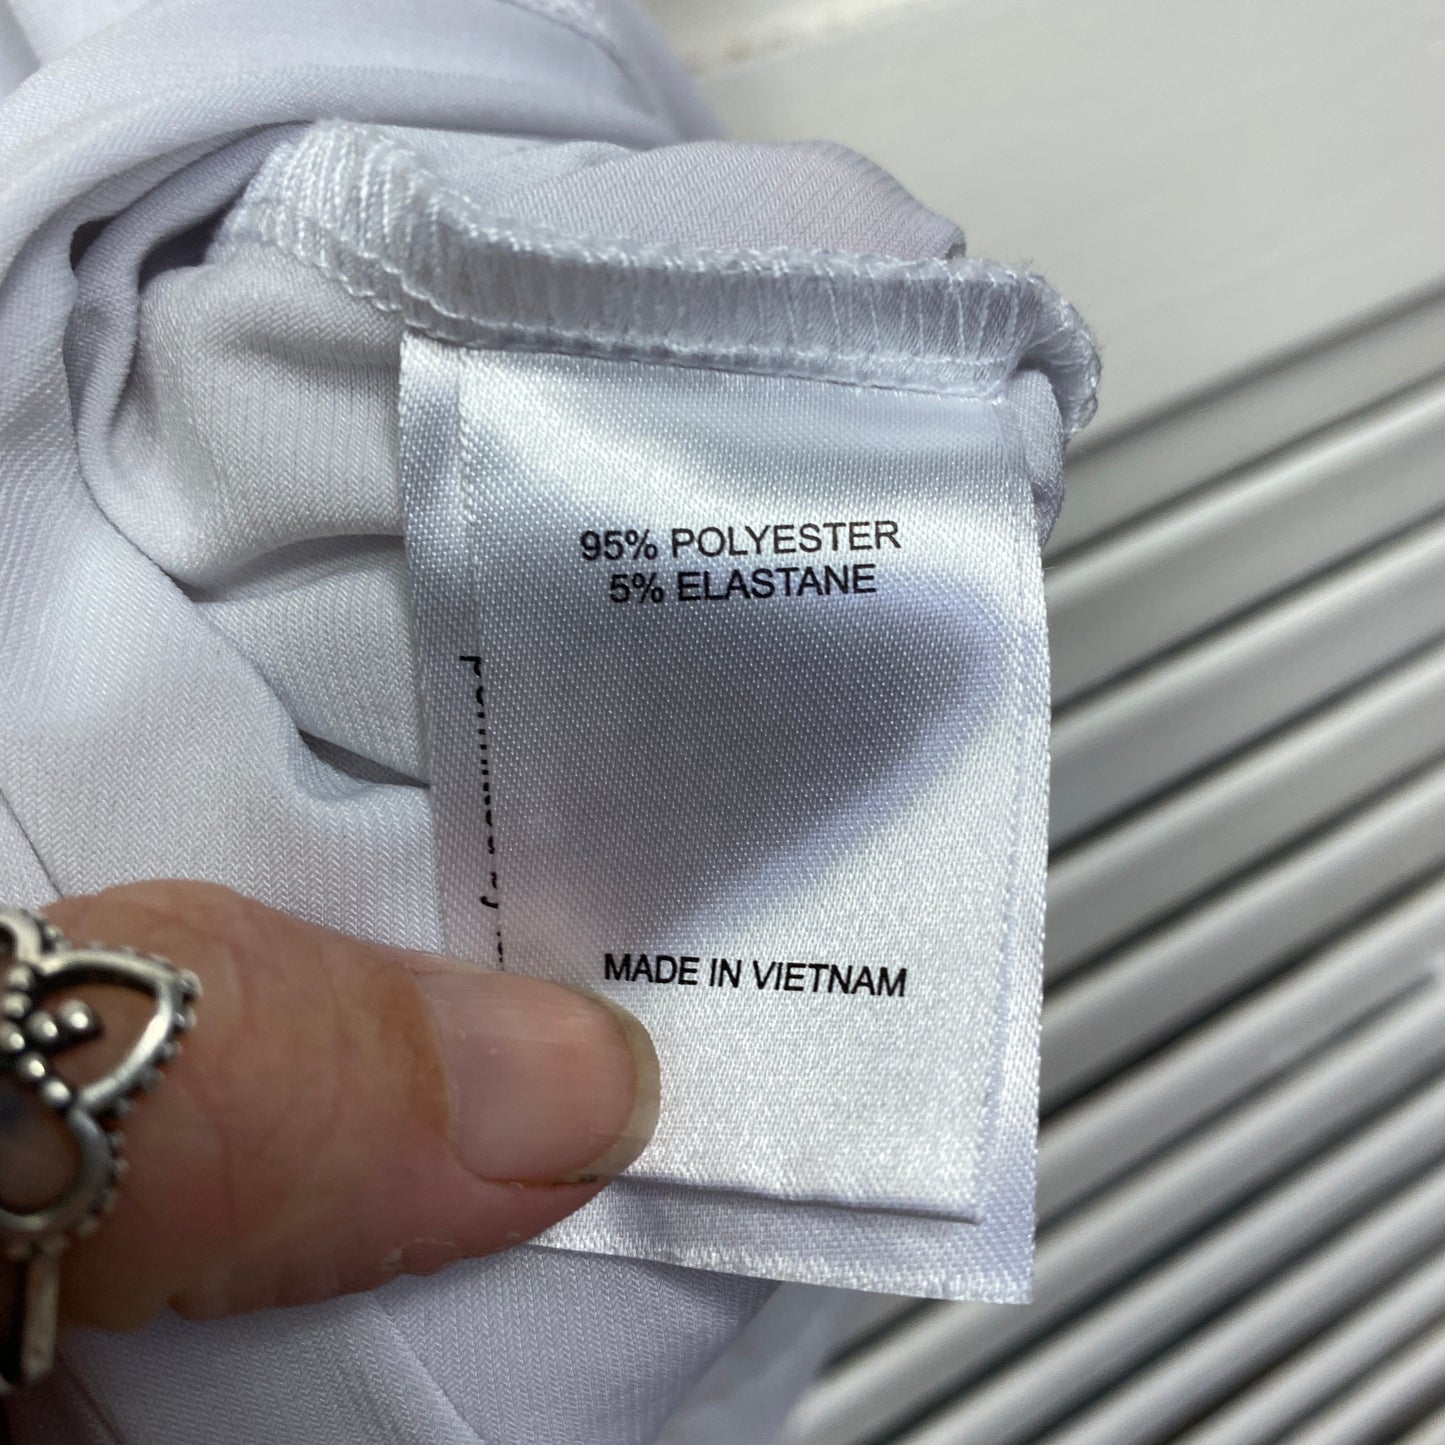 95% POLYESTER
5% ELASTANE
MADE IN VIETNAM